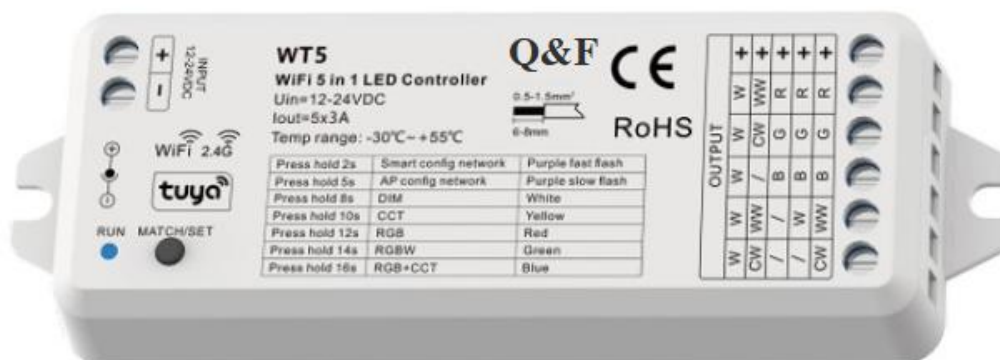 +
−
INPUT
12-24VDC
WT5
WiFi 5 in 1 LED Controller
Uin=12-24VDC
Iout=5x3A
Temp range: -30℃~+55℃
Q&F
CE
0.5-1.5mm²
6-8mm
RoHS
WiFi 2.4G
tuya
RUN MATCH/SET
Press hold 2s Smart config network Purple fast flash
Press hold 5s AP config network Purple slow flash
Press hold 8s DIM White
Press hold 10s CCT Yellow
Press hold 12s RGB Red
Press hold 14s RGBW Green
Press hold 16s RGB+CCT Blue
OUTPUT
+ + + + +
W WW R R R
W CW G G G
W / B B B
W WW / W WW
W CW / / CW